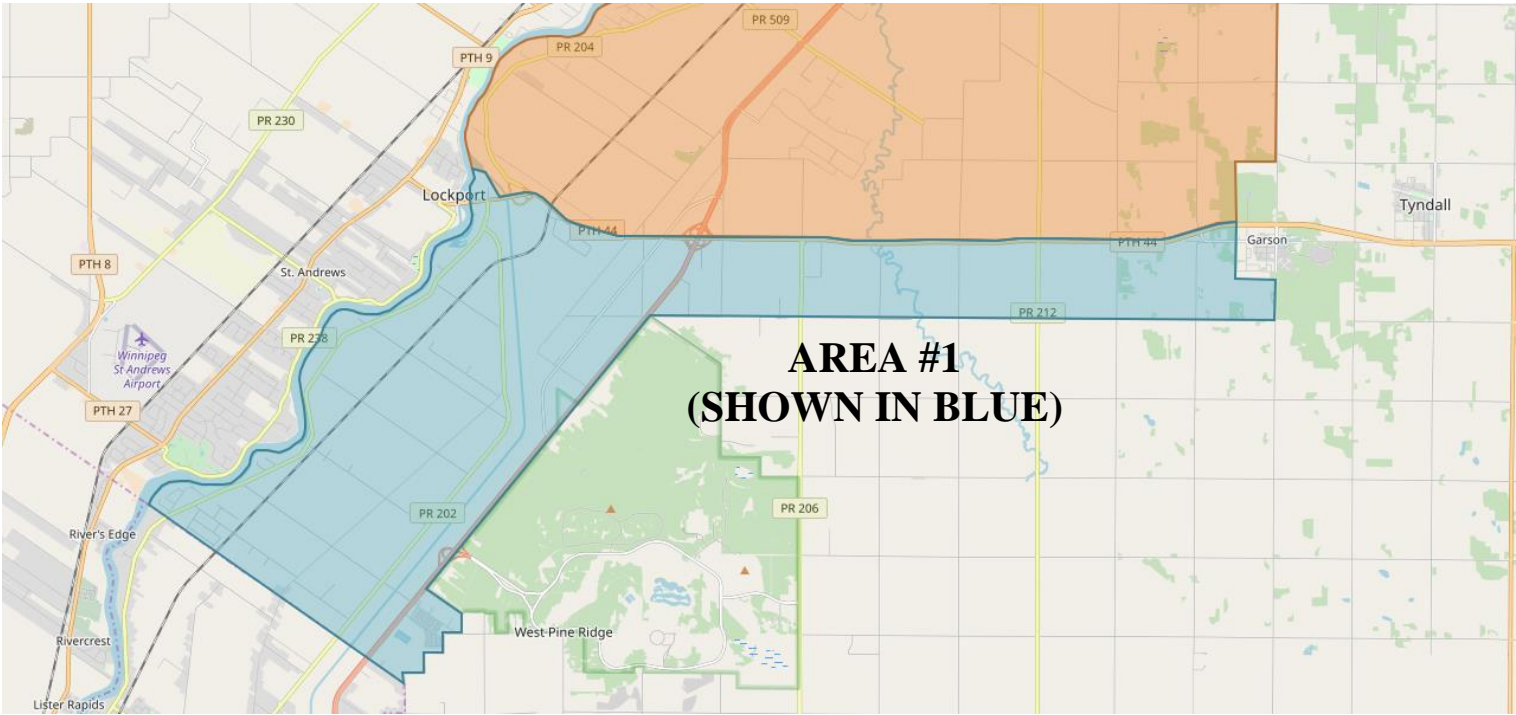 PR 509
PR 204
PTH 9
PR 230
Lockport
Tyndall
PTH 44
PTH 44
Garson
PTH 8
St. Andrews
PR 238
PR 212
Winnipeg
St Andrews
Airport
AREA #1
(SHOWN IN BLUE)
PTH 27
PR 202
PR 206
River's Edge
West Pine Ridge
Rivercrest
Lister Rapids